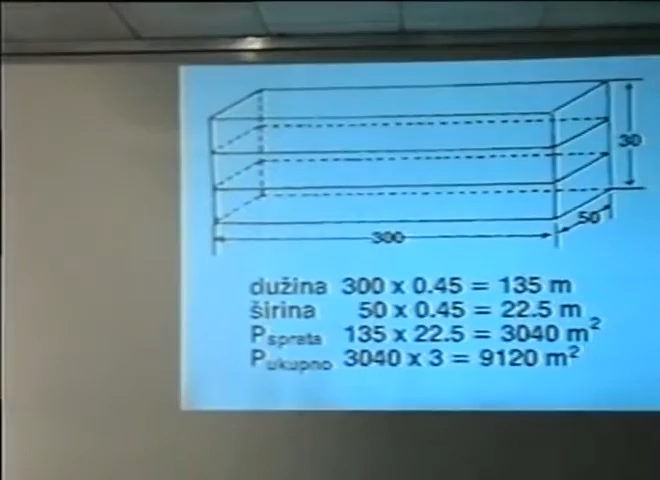 30
50
300
dužina 300 x 0.45 = 135 m
širina 50 x 0.45 = 22.5 m
Psprata 135 x 22.5 = 3040 m²
Pukupno 3040 x 3 = 9120 m²